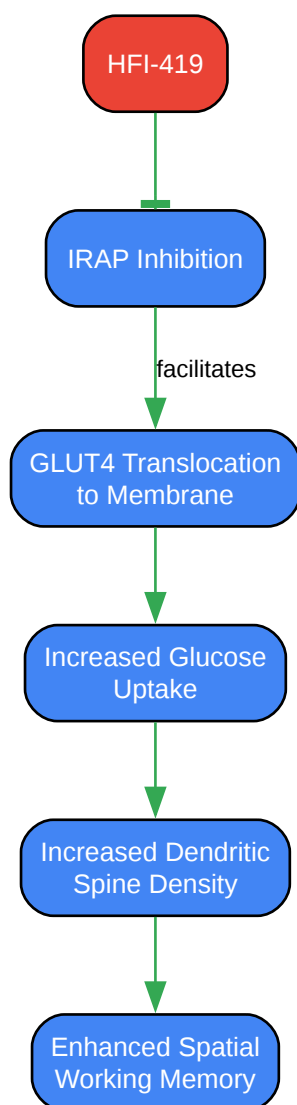 HFI-419
IRAP Inhibition
facilitates
GLUT4 Translocation
to Membrane
Increased Glucose
Uptake
Increased Dendritic
Spine Density
Enhanced Spatial
Working Memory